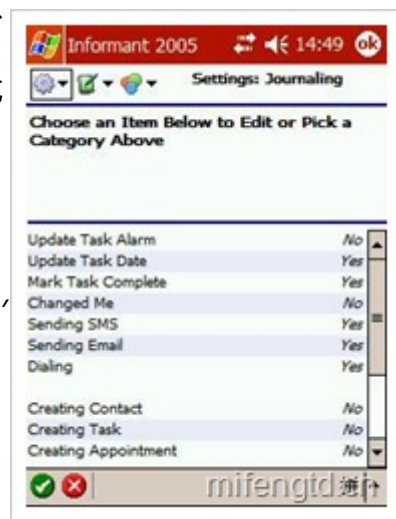 Informant 2005
14:49
ok
Settings: Journaling
Choose an Item Below to Edit or Pick a
Category Above
Update Task Alarm No
Update Task Date Yes
Mark Task Complete Yes
Changed Me No
Sending SMS Yes
Sending Email Yes
Dialing Yes
Creating Contact No
Creating Task No
Creating Appointment No